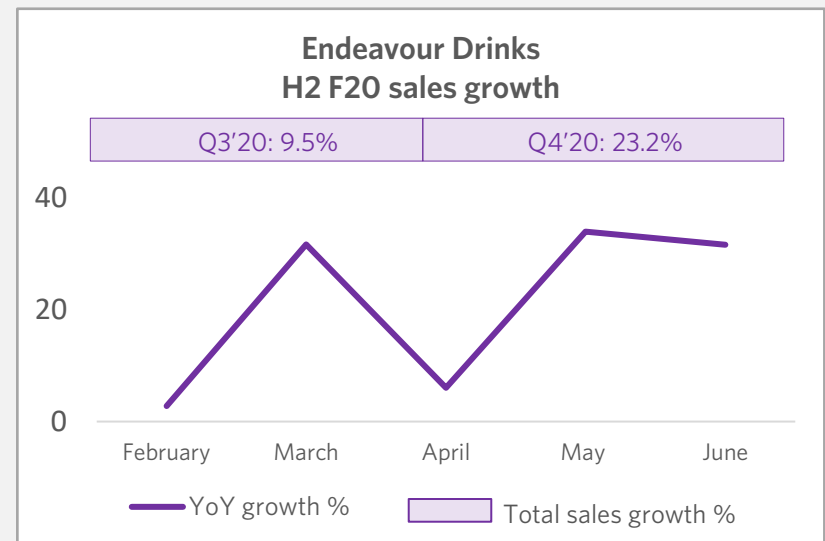 Endeavour Drinks
H2 F20 sales growth
Q3'20: 9.5% Q4'20: 23.2%
40
20
0
February March April May June
YoY growth % Total sales growth %